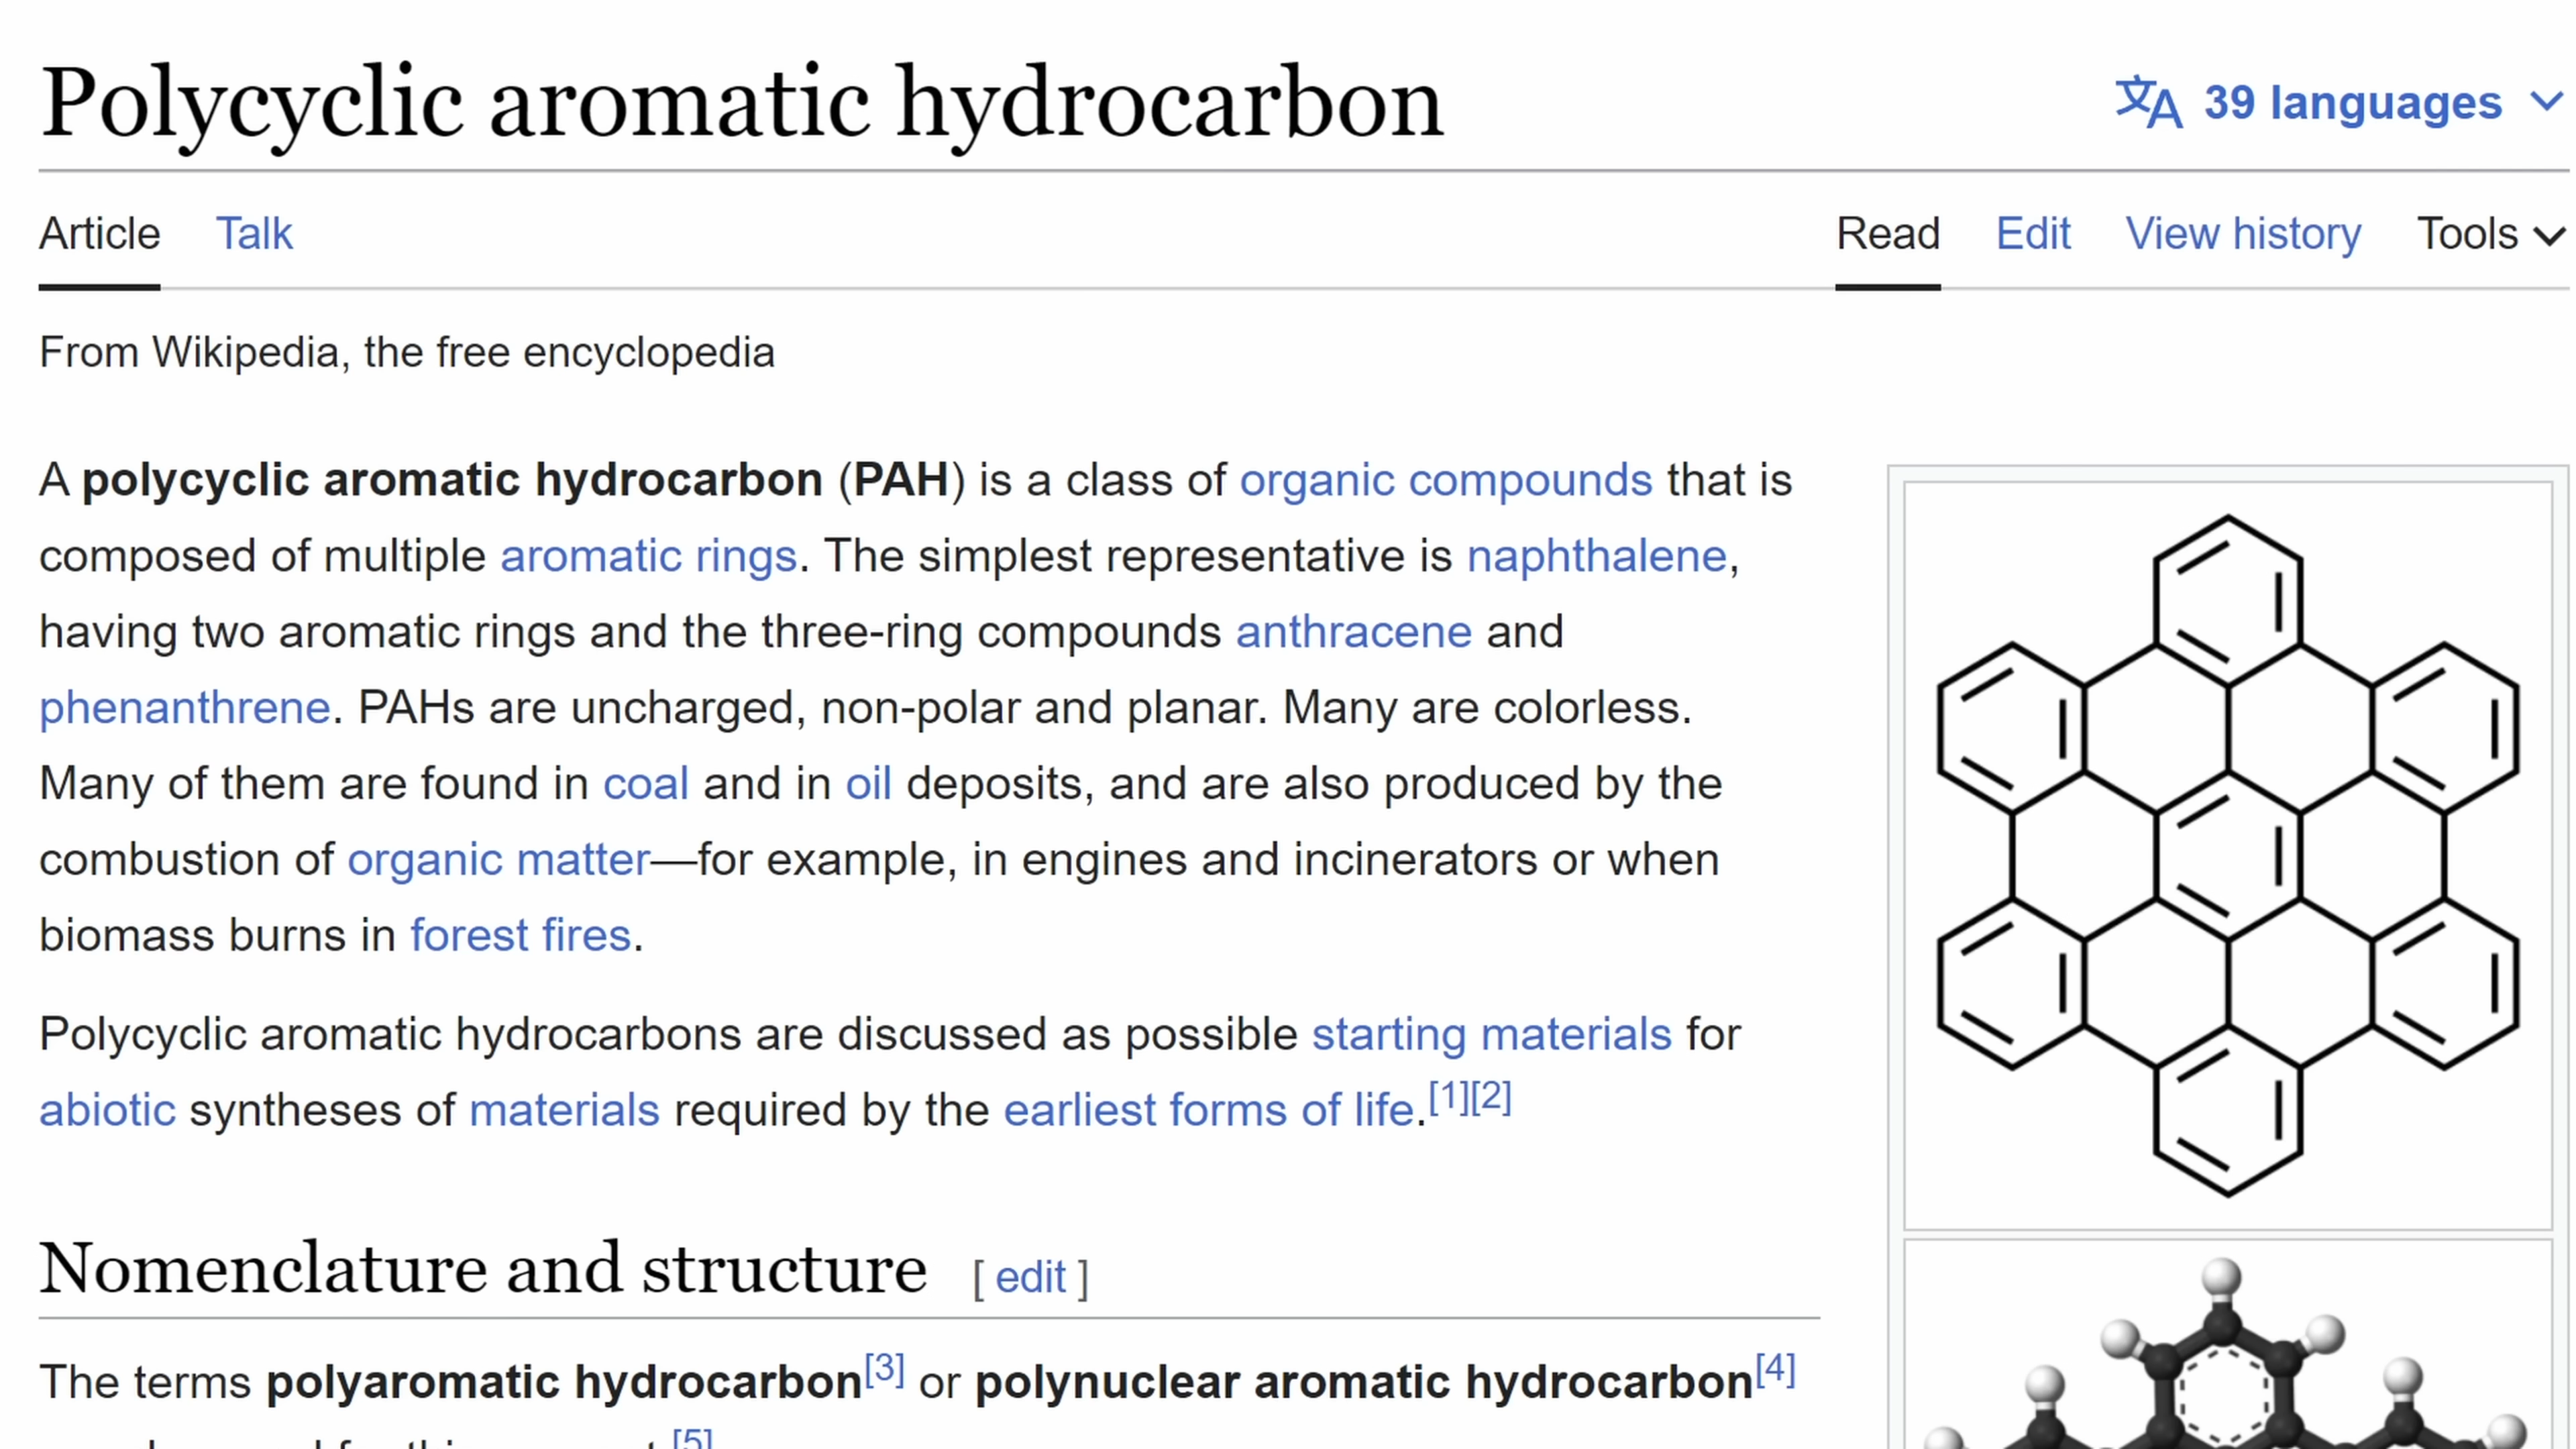 Polycyclic aromatic hydrocarbon
39 languages
Article Talk Read Edit View history Tools
From Wikipedia, the free encyclopedia
A polycyclic aromatic hydrocarbon (PAH) is a class of organic compounds that is
composed of multiple aromatic rings. The simplest representative is naphthalene,
having two aromatic rings and the three-ring compounds anthracene and
phenanthrene. PAHs are uncharged, non-polar and planar. Many are colorless.
Many of them are found in coal and in oil deposits, and are also produced by the
combustion of organic matter—for example, in engines and incinerators or when
biomass burns in forest fires.
Polycyclic aromatic hydrocarbons are discussed as possible starting materials for
abiotic syntheses of materials required by the earliest forms of life.[1][2]
Nomenclature and structure [ edit ]
The terms polyaromatic hydrocarbon[3] or polynuclear aromatic hydrocarbon[4]
[5]